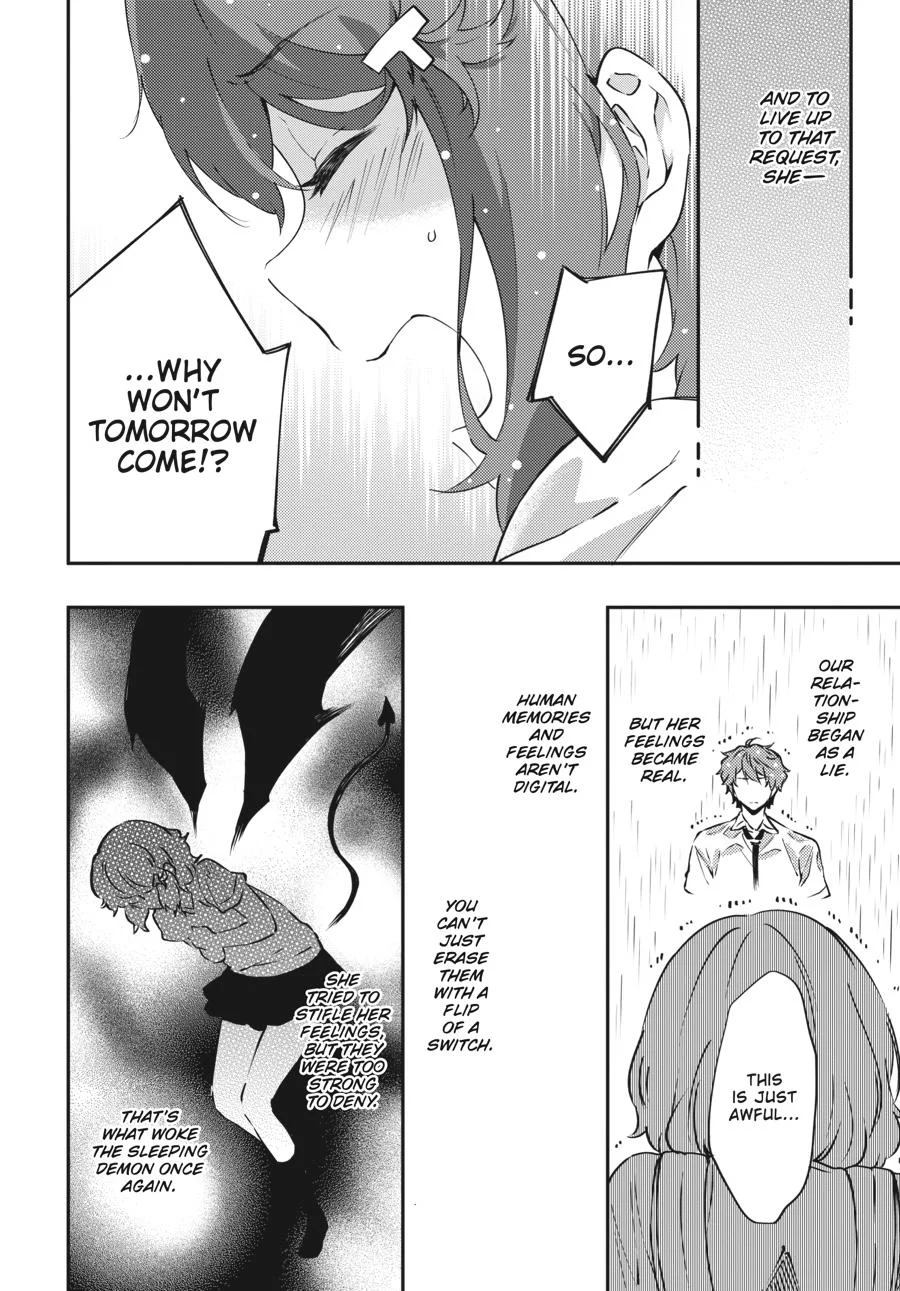 AND TO
LIVE UP
TO THAT
REQUEST,
SHE—
SO...
...WHY
WON'T
TOMORROW
COME!?
OUR
RELA-
TION-
SHIP
BEGAN
AS A
LIE.
BUT HER
FEELINGS
BECAME
REAL.
THIS
IS JUST
AWFUL...
HUMAN
MEMORIES
AND
FEELINGS
AREN'T
DIGITAL.
YOU
CAN'T
JUST
ERASE
THEM
WITH A
FLIP
OF A
SWITCH.
SHE
TRIED TO
STIFLE HER
FEELINGS,
BUT THEY
WERE TOO
STRONG
TO DENY.
THAT'S
WHAT WOKE
THE SLEEPING
DEMON ONCE
AGAIN.